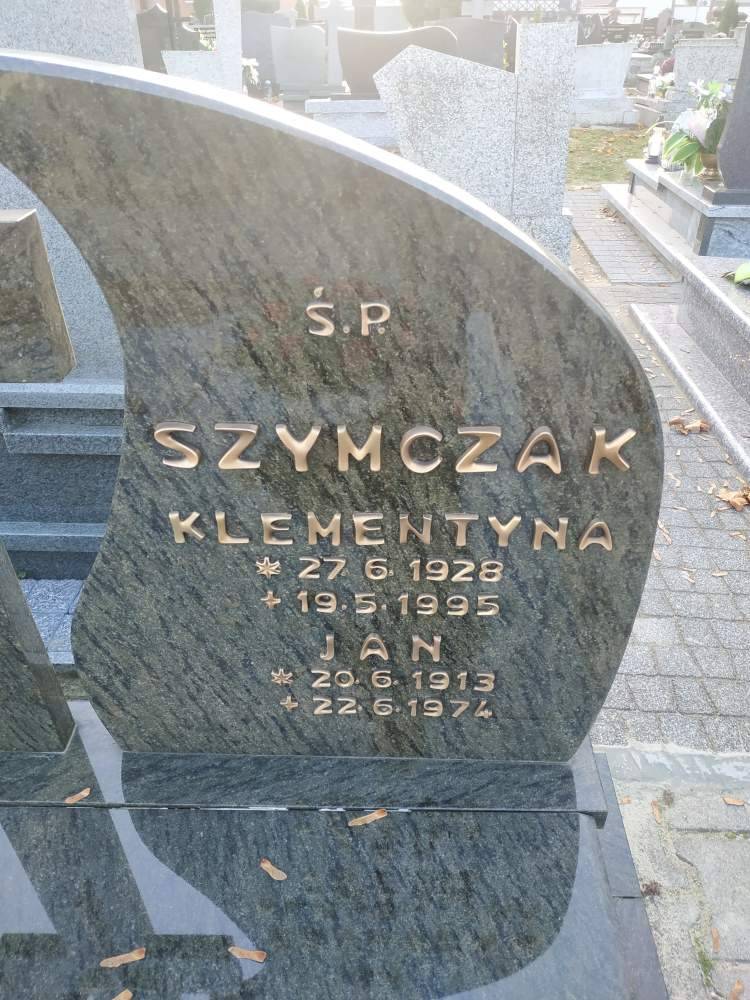 Ś.P.
SZYMCZAK
KLEMENTYNA
* 27.6.1928
+ 19.5.1995
JAN
* 20.6.1913
+ 22.6.1974